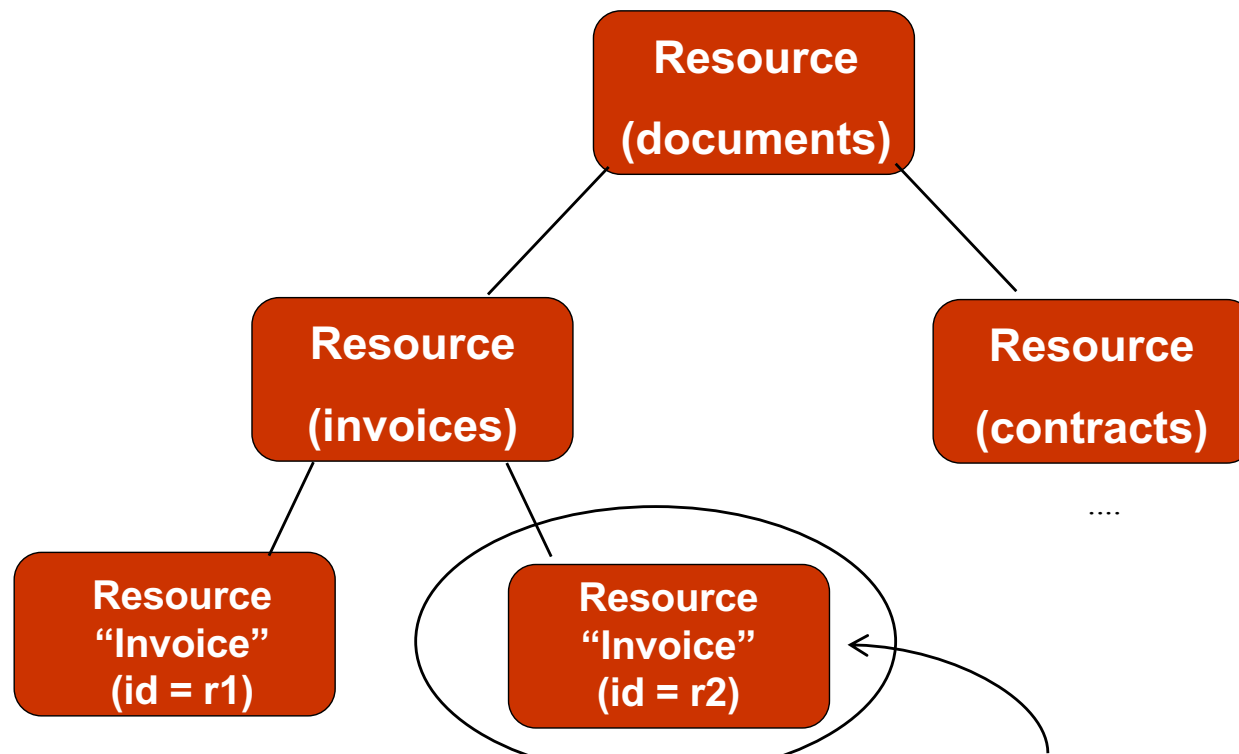 Resource
(documents)
Resource
(invoices)
Resource
(contracts)
....
Resource
“Invoice”
(id = r1)
Resource
“Invoice”
(id = r2)